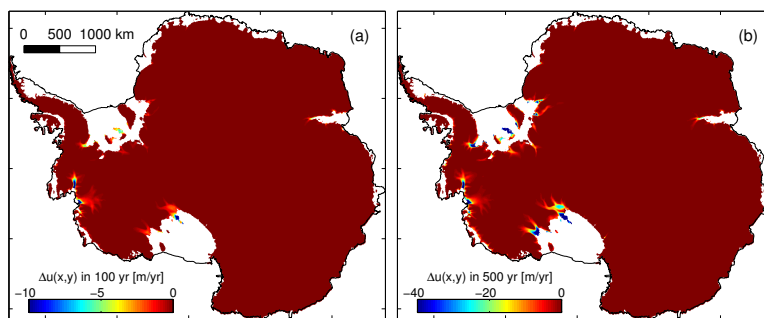 0 500 1000 km
(a)
Δu(x,y) in 100 yr [m/yr]
−10 −5 0
(b)
Δu(x,y) in 500 yr [m/yr]
−40 −20 0